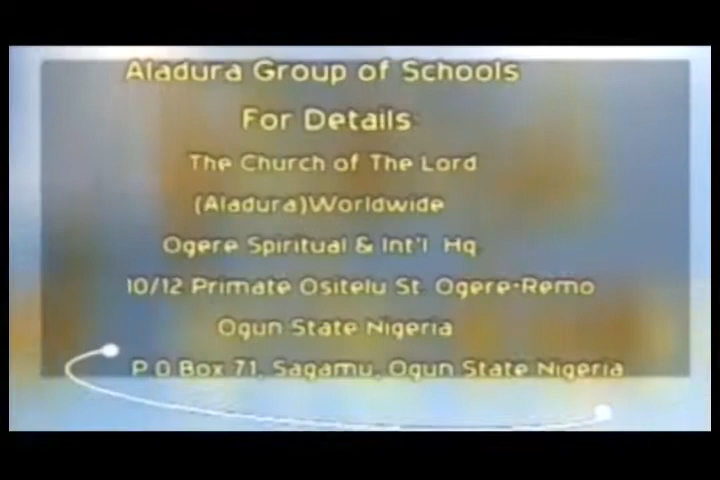 Aladura Group of Schools
For Details
The Church of The Lord
(Aladura)Worldwide
Ogere Spiritual & Int'l Hq.
10/12 Primate Ositelu St. Ogere-Remo
Ogun State Nigeria
P.O Box 71, Sagamu, Ogun State Nigeria